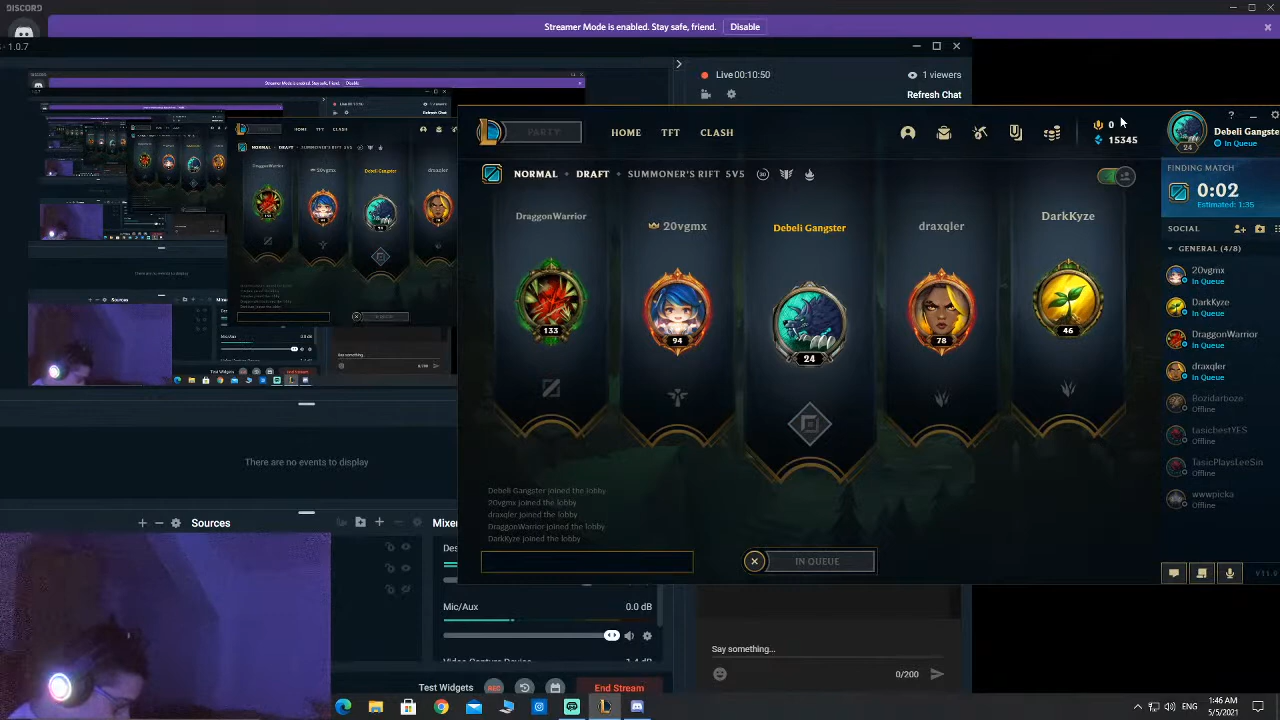 DISCORD
Streamer Mode is enabled. Stay safe, friend. Disable
- 1.0.7
Live 00:10:50
1 viewers
Refresh Chat
PARTY
HOME TFT CLASH
0
15345
24
Debeli Gangste
In Queue
NORMAL • DRAFT • SUMMONER'S RIFT 5V5
FINDING MATCH
0:02
Estimated: 1:35
SOCIAL
GENERAL (4/8)
20vgmx
In Queue
DarkKyze
In Queue
DraggonWarrior
In Queue
draxqler
In Queue
Bozidarboze
Offline
tasicbestYES
Offline
TasicPlaysLeeSin
Offline
wwwpicka
Offline
DraggonWarrior
133
20vgmx
94
Debeli Gangster
24
draxqler
78
DarkKyze
46
Debeli Gangster joined the lobby
20vgmx joined the lobby
draxqler joined the lobby
DraggonWarrior joined the lobby
DarkKyze joined the lobby
IN QUEUE
There are no events to display
Sources
Mixer
Mic/Aux
0.0 dB
Test Widgets
REC
End Stream
Say something...
0/200
ENG
1:46 AM
5/5/2021